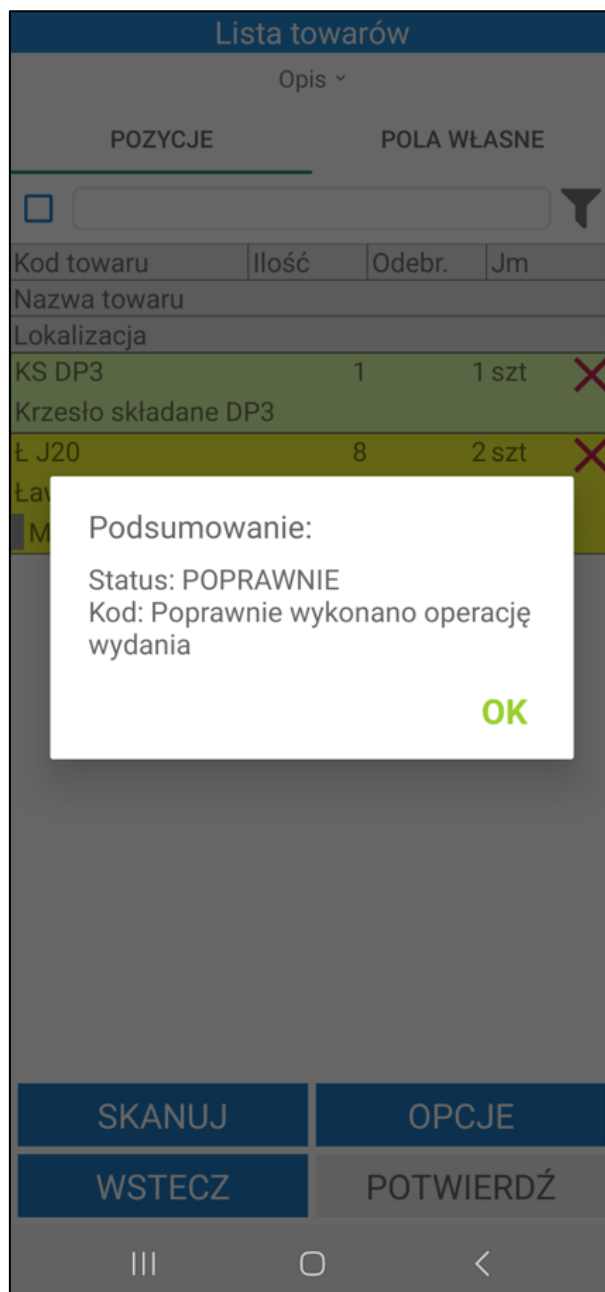 Lista towarów
Opis
POZYCJE POLA WŁASNE
Kod towaru Ilość Odebr. Jm
Nazwa towaru
Lokalizacja
KS DP3 1 1 szt
Krzesło składane DP3
Ł J20 8 2 szt
Podsumowanie:
Status: POPRAWNIE
Kod: Poprawnie wykonano operację
wydania
OK
SKANUJ OPCJE
WSTECZ POTWIERDŹ